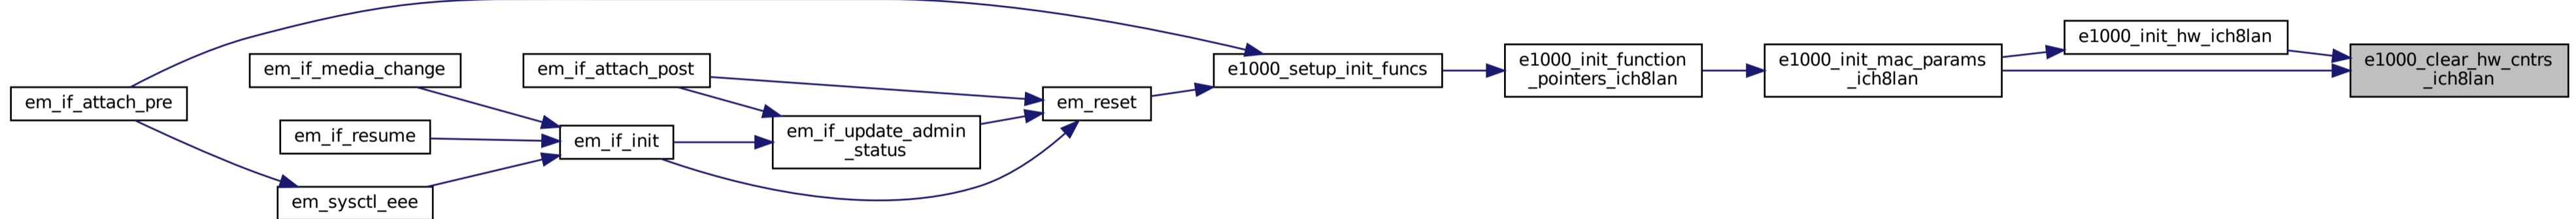 em_if_attach_pre
em_if_media_change
em_if_resume
em_sysctl_eee
em_if_attach_post
em_if_init
em_if_update_admin
_status
em_reset
e1000_setup_init_funcs
e1000_init_function
_pointers_ich8lan
e1000_init_mac_params
_ich8lan
e1000_init_hw_ich8lan
e1000_clear_hw_cntrs
_ich8lan